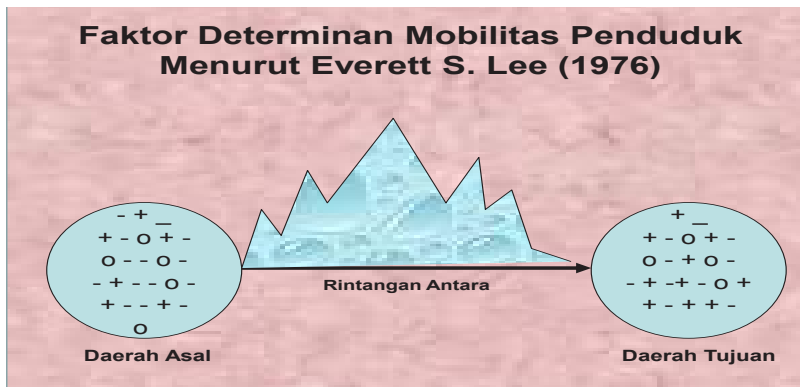 Faktor Determinan Mobilitas Penduduk
Menurut Everett S. Lee (1976)
- + _
+ - o + -
o - - o -
- + - - o -
+ - - + -
o
Rintangan Antara
Daerah Asal
+ _
+ - o + -
o - + o -
- + - + - o +
+ - + + -
Daerah Tujuan